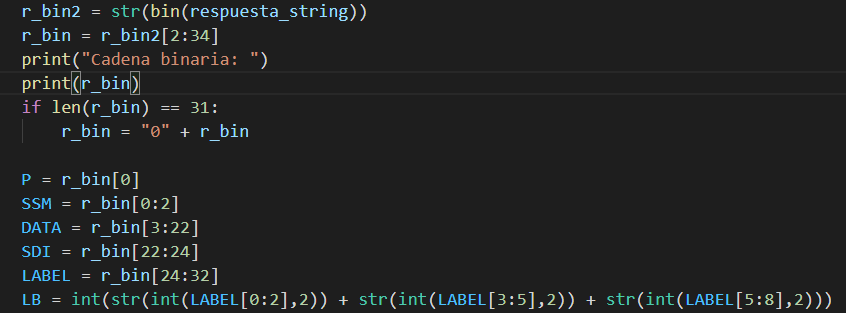 r_bin2 = str(bin(respuesta_string))
r_bin = r_bin2[2:34]
print("Cadena binaria: ")
print(r_bin)
if len(r_bin) == 31:
    r_bin = "0" + r_bin

P = r_bin[0]
SSM = r_bin[0:2]
DATA = r_bin[3:22]
SDI = r_bin[22:24]
LABEL = r_bin[24:32]
LB = int(str(int(LABEL[0:2],2)) + str(int(LABEL[3:5],2)) + str(int(LABEL[5:8],2)))